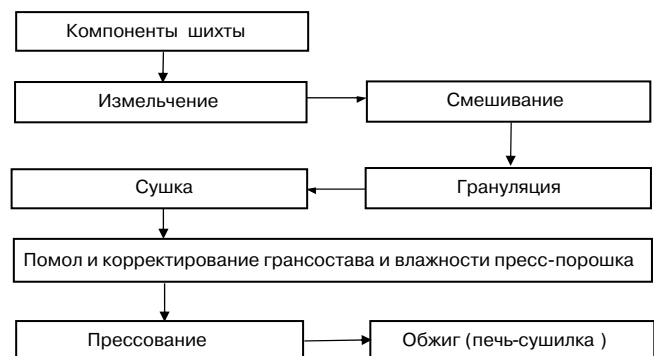 Компоненты шихты
Измельчение
Смешивание
Грануляция
Сушка
Помол и корректирование грансостава и влажности пресс-порошка
Прессование
Обжиг (печь-сушилка )